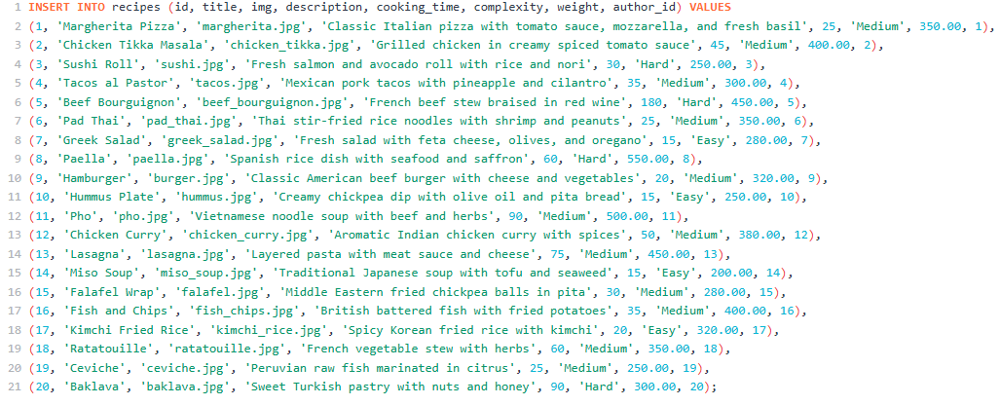 1 INSERT INTO recipes (id, title, img, description, cooking_time, complexity, weight, author_id) VALUES
2 (1, 'Margherita Pizza', 'margherita.jpg', 'Classic Italian pizza with tomato sauce, mozzarella, and fresh basil', 25, 'Medium', 350.00, 1),
3 (2, 'Chicken Tikka Masala', 'chicken_tikka.jpg', 'Grilled chicken in creamy spiced tomato sauce', 45, 'Medium', 400.00, 2),
4 (3, 'Sushi Roll', 'sushi.jpg', 'Fresh salmon and avocado roll with rice and nori', 30, 'Hard', 250.00, 3),
5 (4, 'Tacos al Pastor', 'tacos.jpg', 'Mexican pork tacos with pineapple and cilantro', 35, 'Medium', 300.00, 4),
6 (5, 'Beef Bourguignon', 'beef_bourguignon.jpg', 'French beef stew braised in red wine', 180, 'Hard', 450.00, 5),
7 (6, 'Pad Thai', 'pad_thai.jpg', 'Thai stir-fried rice noodles with shrimp and peanuts', 25, 'Medium', 350.00, 6),
8 (7, 'Greek Salad', 'greek_salad.jpg', 'Fresh salad with feta cheese, olives, and oregano', 15, 'Easy', 280.00, 7),
9 (8, 'Paella', 'paella.jpg', 'Spanish rice dish with seafood and saffron', 60, 'Hard', 550.00, 8),
10 (9, 'Hamburger', 'burger.jpg', 'Classic American beef burger with cheese and vegetables', 20, 'Medium', 320.00, 9),
11 (10, 'Hummus Plate', 'hummus.jpg', 'Creamy chickpea dip with olive oil and pita bread', 15, 'Easy', 250.00, 10),
12 (11, 'Pho', 'pho.jpg', 'Vietnamese noodle soup with beef and herbs', 90, 'Medium', 500.00, 11),
13 (12, 'Chicken Curry', 'chicken_curry.jpg', 'Aromatic Indian chicken curry with spices', 50, 'Medium', 380.00, 12),
14 (13, 'Lasagna', 'lasagna.jpg', 'Layered pasta with meat sauce and cheese', 75, 'Medium', 450.00, 13),
15 (14, 'Miso Soup', 'miso_soup.jpg', 'Traditional Japanese soup with tofu and seaweed', 15, 'Easy', 200.00, 14),
16 (15, 'Falafel Wrap', 'falafel.jpg', 'Middle Eastern fried chickpea balls in pita', 30, 'Medium', 280.00, 15),
17 (16, 'Fish and Chips', 'fish_chips.jpg', 'British battered fish with fried potatoes', 35, 'Medium', 400.00, 16),
18 (17, 'Kimchi Fried Rice', 'kimchi_rice.jpg', 'Spicy Korean fried rice with kimchi', 20, 'Easy', 320.00, 17),
19 (18, 'Ratatouille', 'ratatouille.jpg', 'French vegetable stew with herbs', 60, 'Medium', 350.00, 18),
20 (19, 'Ceviche', 'ceviche.jpg', 'Peruvian raw fish marinated in citrus', 25, 'Medium', 250.00, 19),
21 (20, 'Baklava', 'baklava.jpg', 'Sweet Turkish pastry with nuts and honey', 90, 'Hard', 300.00, 20);